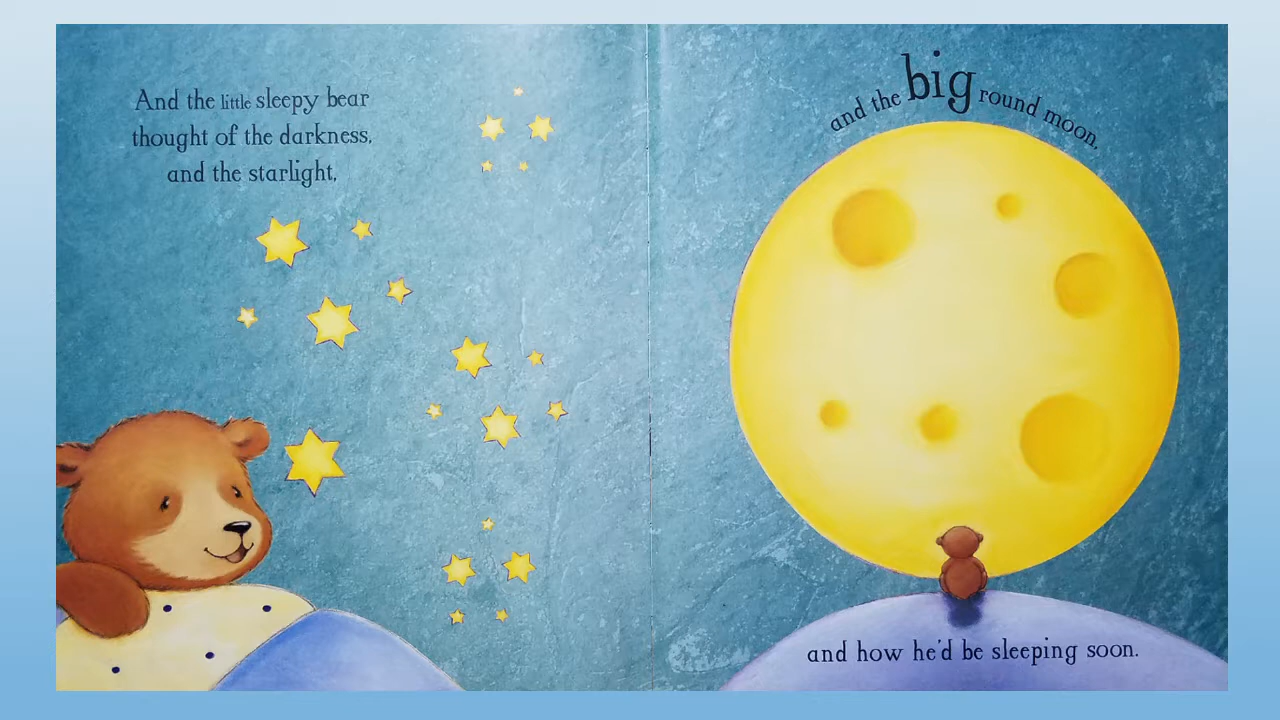 And the little sleepy bear
thought of the darkness,
and the starlight,
and the big round moon,
and how he'd be sleeping soon.